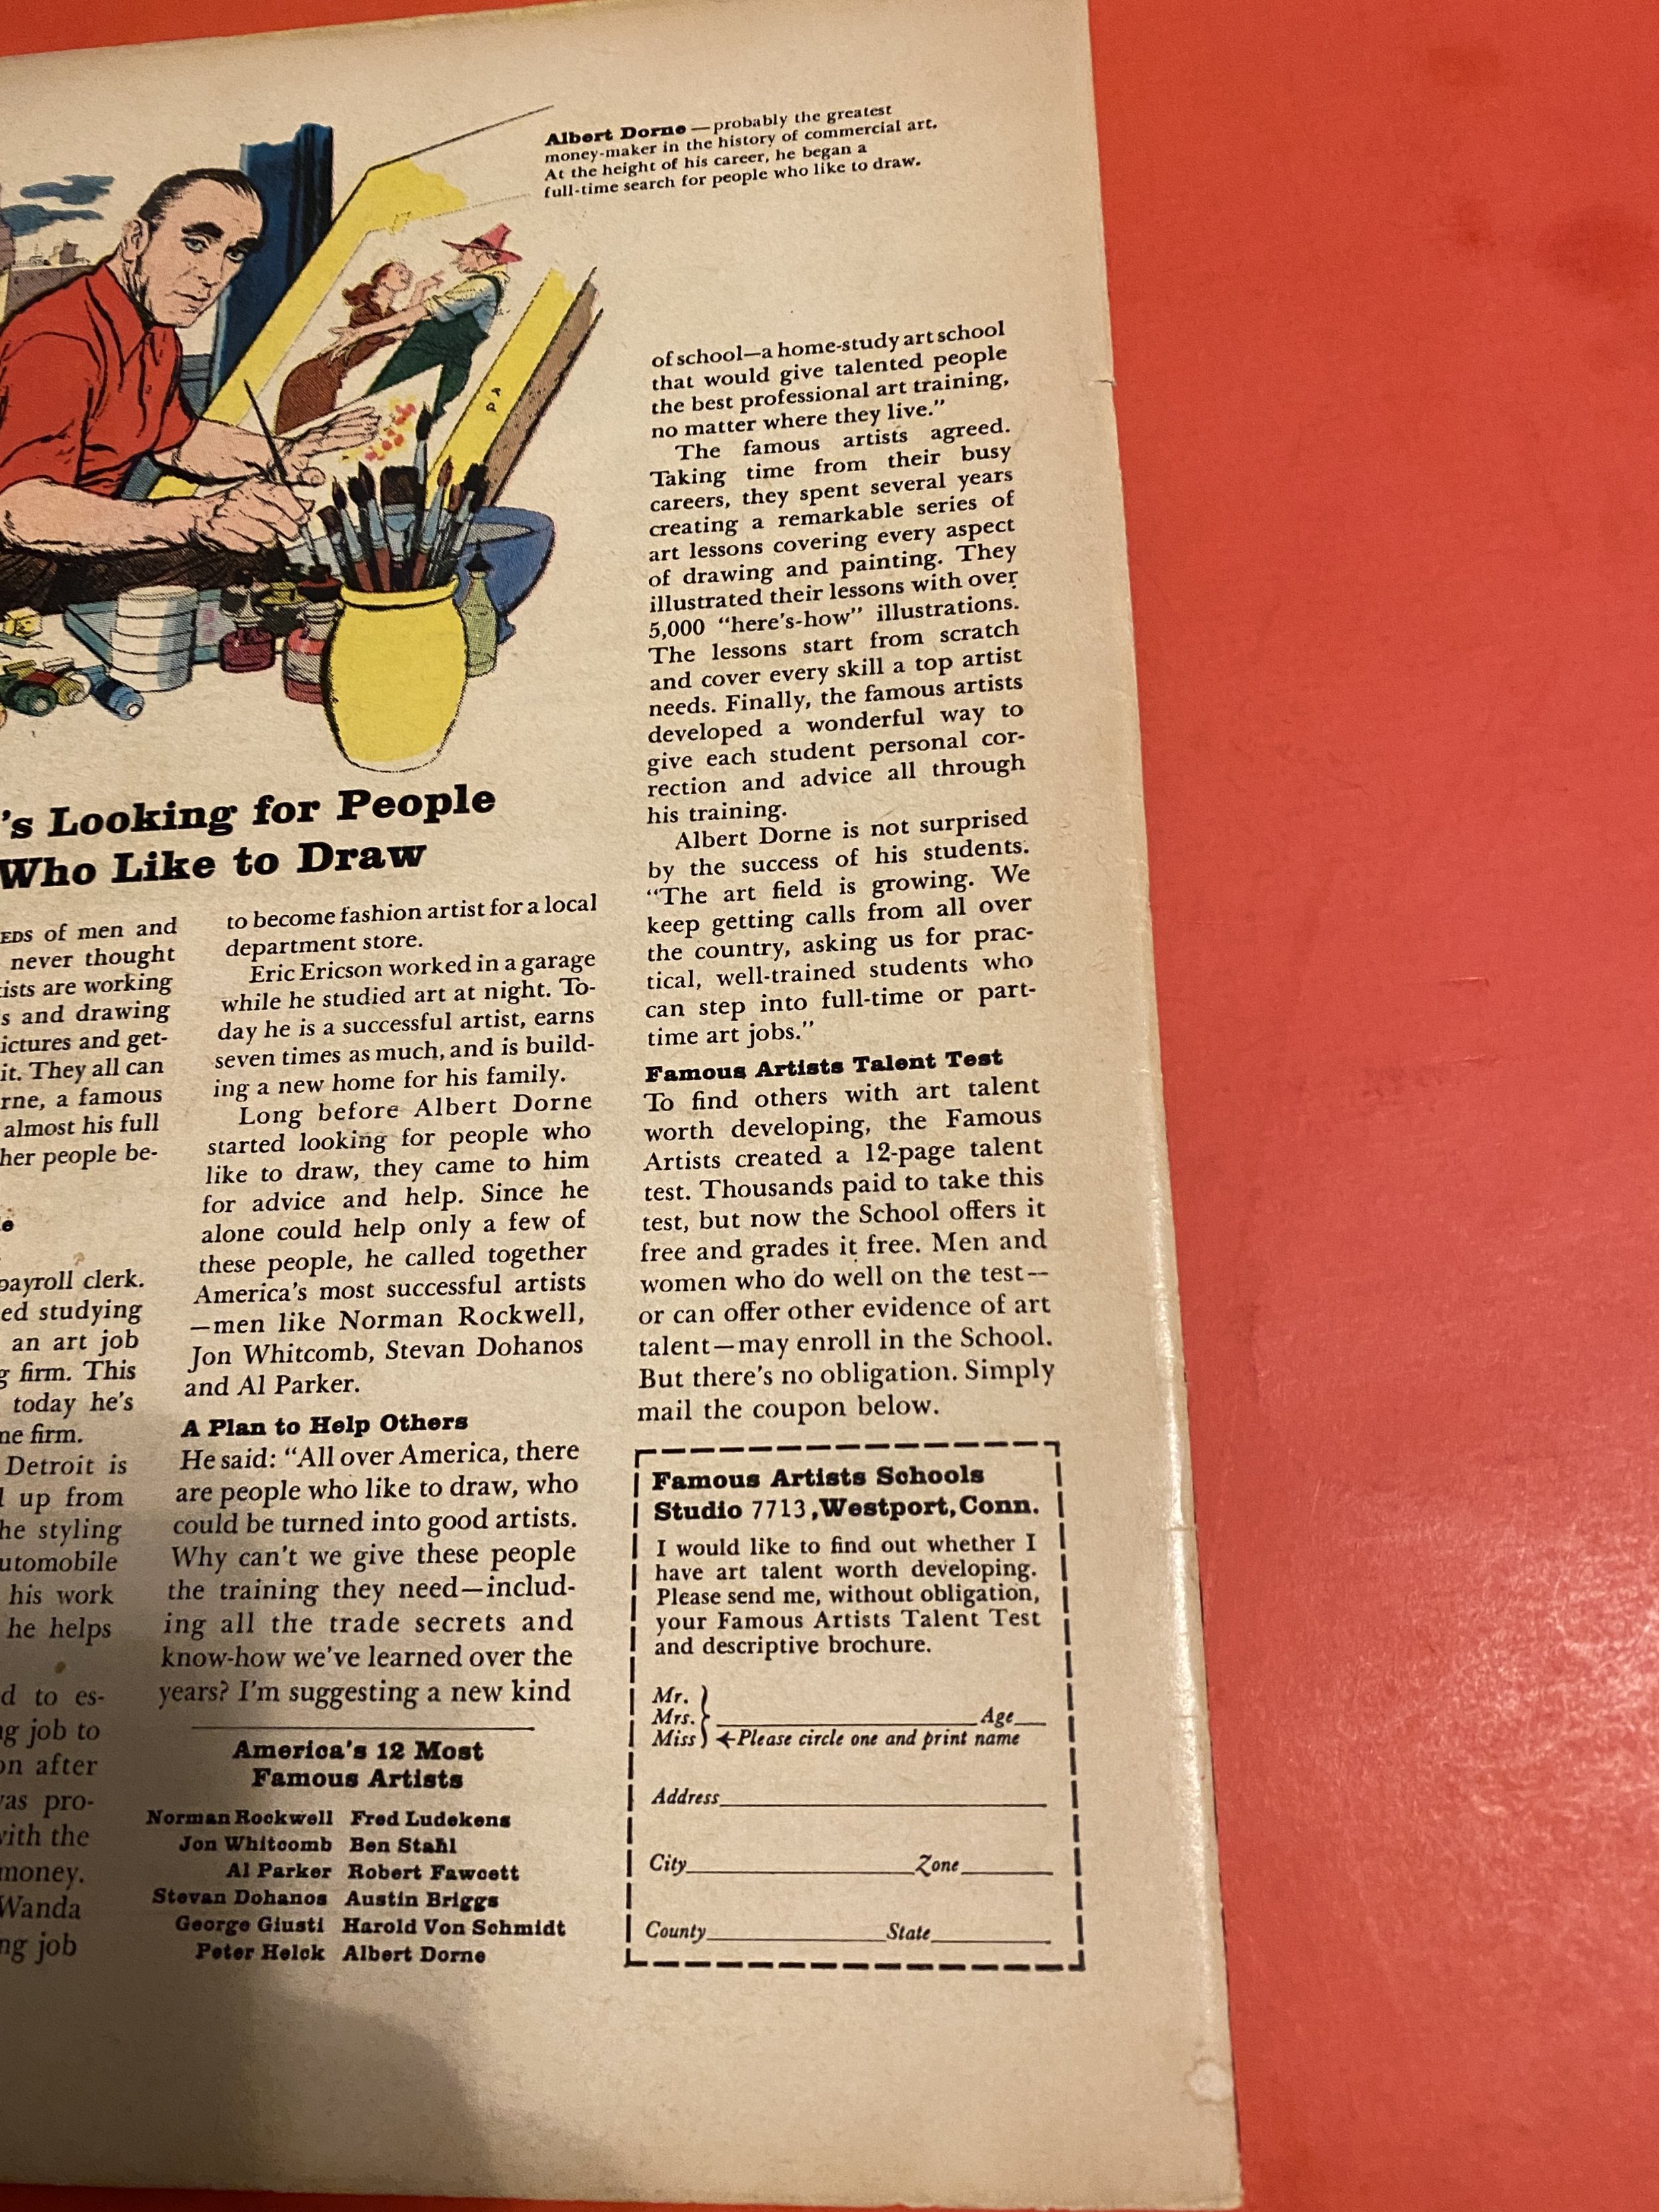 Albert Dorne—probably the greatest
money-maker in the history of commercial art.
At the height of his career, he began a
full-time search for people who like to draw.
's Looking for People
Who Like to Draw
EDS of men and
never thought
ists are working
s and drawing
ictures and get-
it. They all can
rne, a famous
almost his full
her people be-
payroll clerk.
ed studying
an art job
g firm. This
today he's
me firm.
Detroit is
up from
he styling
utomobile
his work
he helps
d to es-
ng job to
on after
was pro-
with the
money.
Wanda
ng job
to become fashion artist for a local
department store.
Eric Ericson worked in a garage
while he studied art at night. To-
day he is a successful artist, earns
seven times as much, and is build-
ing a new home for his family.
Long before Albert Dorne
started looking for people who
like to draw, they came to him
for advice and help. Since he
alone could help only a few of
these people, he called together
America's most successful artists
—men like Norman Rockwell,
Jon Whitcomb, Stevan Dohanos
and Al Parker.
A Plan to Help Others
He said: "All over America, there
are people who like to draw, who
could be turned into good artists.
Why can't we give these people
the training they need—includ-
ing all the trade secrets and
know-how we've learned over the
years? I'm suggesting a new kind
America's 12 Most
Famous Artists
Norman Rockwell Fred Ludekens
Jon Whitcomb Ben Stahl
Al Parker Robert Fawcett
Stevan Dohanos Austin Briggs
George Giusti Harold Von Schmidt
Peter Helck Albert Dorne
of school—a home-study art school
that would give talented people
the best professional art training,
no matter where they live."
The famous artists agreed.
Taking time from their busy
careers, they spent several years
creating a remarkable series of
art lessons covering every aspect
of drawing and painting. They
illustrated their lessons with over
5,000 "here's-how" illustrations.
The lessons start from scratch
and cover every skill a top artist
needs. Finally, the famous artists
developed a wonderful way to
give each student personal cor-
rection and advice all through
his training.
Albert Dorne is not surprised
by the success of his students.
"The art field is growing. We
keep getting calls from all over
the country, asking us for prac-
tical, well-trained students who
can step into full-time or part-
time art jobs."
Famous Artists Talent Test
To find others with art talent
worth developing, the Famous
Artists created a 12-page talent
test. Thousands paid to take this
test, but now the School offers it
free and grades it free. Men and
women who do well on the test—
or can offer other evidence of art
talent—may enroll in the School.
But there's no obligation. Simply
mail the coupon below.
Famous Artists Schools
Studio 7713, Westport, Conn.
I would like to find out whether I
have art talent worth developing.
Please send me, without obligation,
your Famous Artists Talent Test
and descriptive brochure.
Mr.
Mrs. Age
Miss ←Please circle one and print name
Address
City Zone
County State